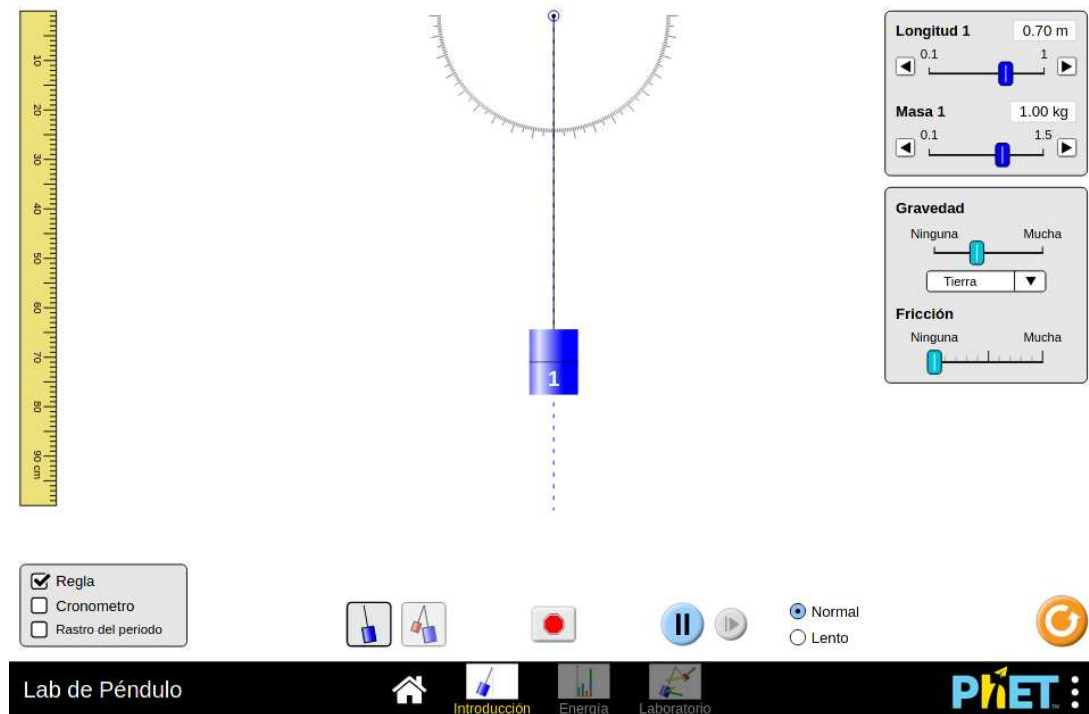 Longitud 1 0.70 m
0.1 1
Masa 1 1.00 kg
0.1 1.5
Gravedad
Ninguna Mucha
Tierra
Fricción
Ninguna Mucha
10
20
30
40
50
60
70
80
90 cm
1
Regla
Cronometro
Rastro del periodo
Normal
Lento
Lab de Péndulo
Introducción Energía Laboratorio
PhET